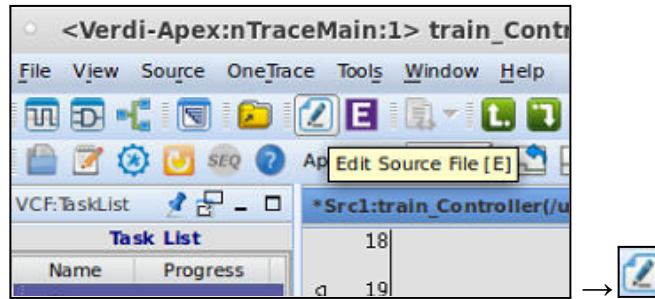 <Verdi-Apex:nTraceMain:1> train_Contr
File View Source OneTrace Tools Window Help
E
SEQ ? Ap Edit Source File [E]
VCF:TaskList *Src1:train_Controller(/u
Task List 18
Name Progress 19
→